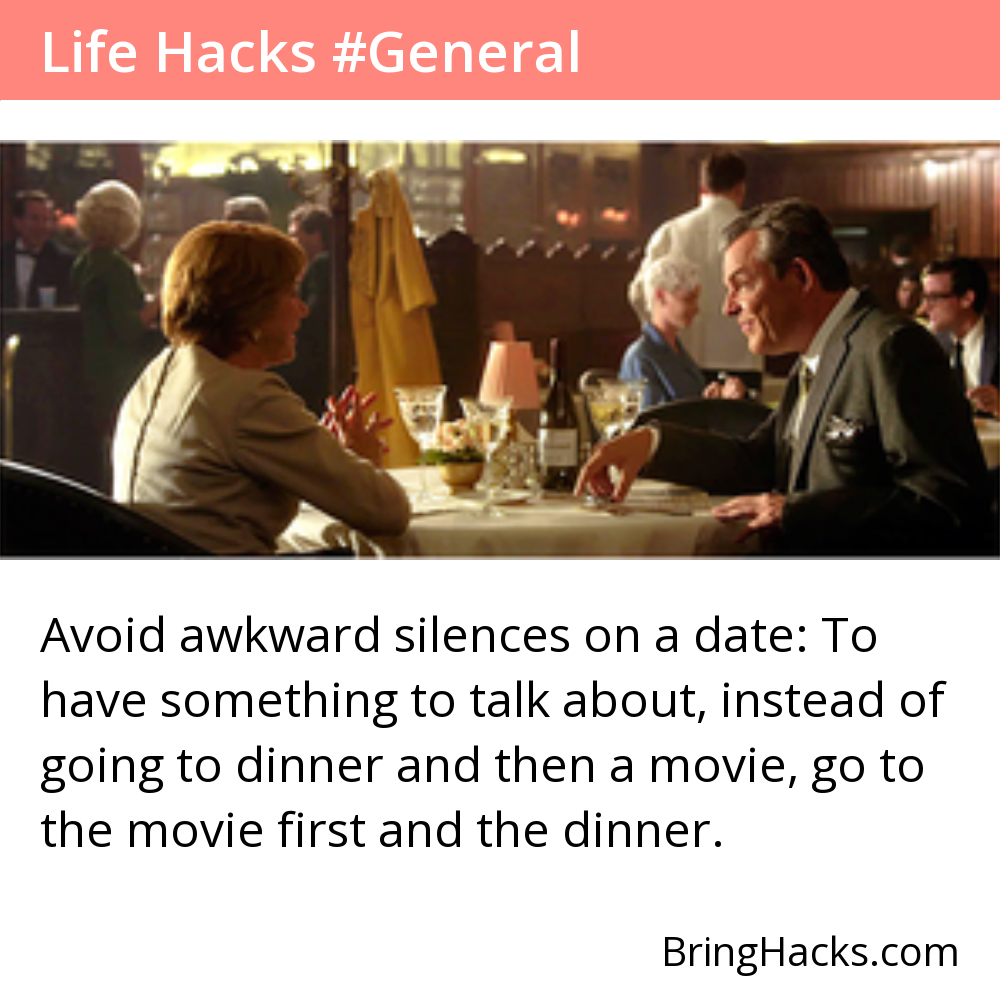 Life Hacks #General
Avoid awkward silences on a date: To
have something to talk about, instead of
going to dinner and then a movie, go to
the movie first and the dinner.
BringHacks.com